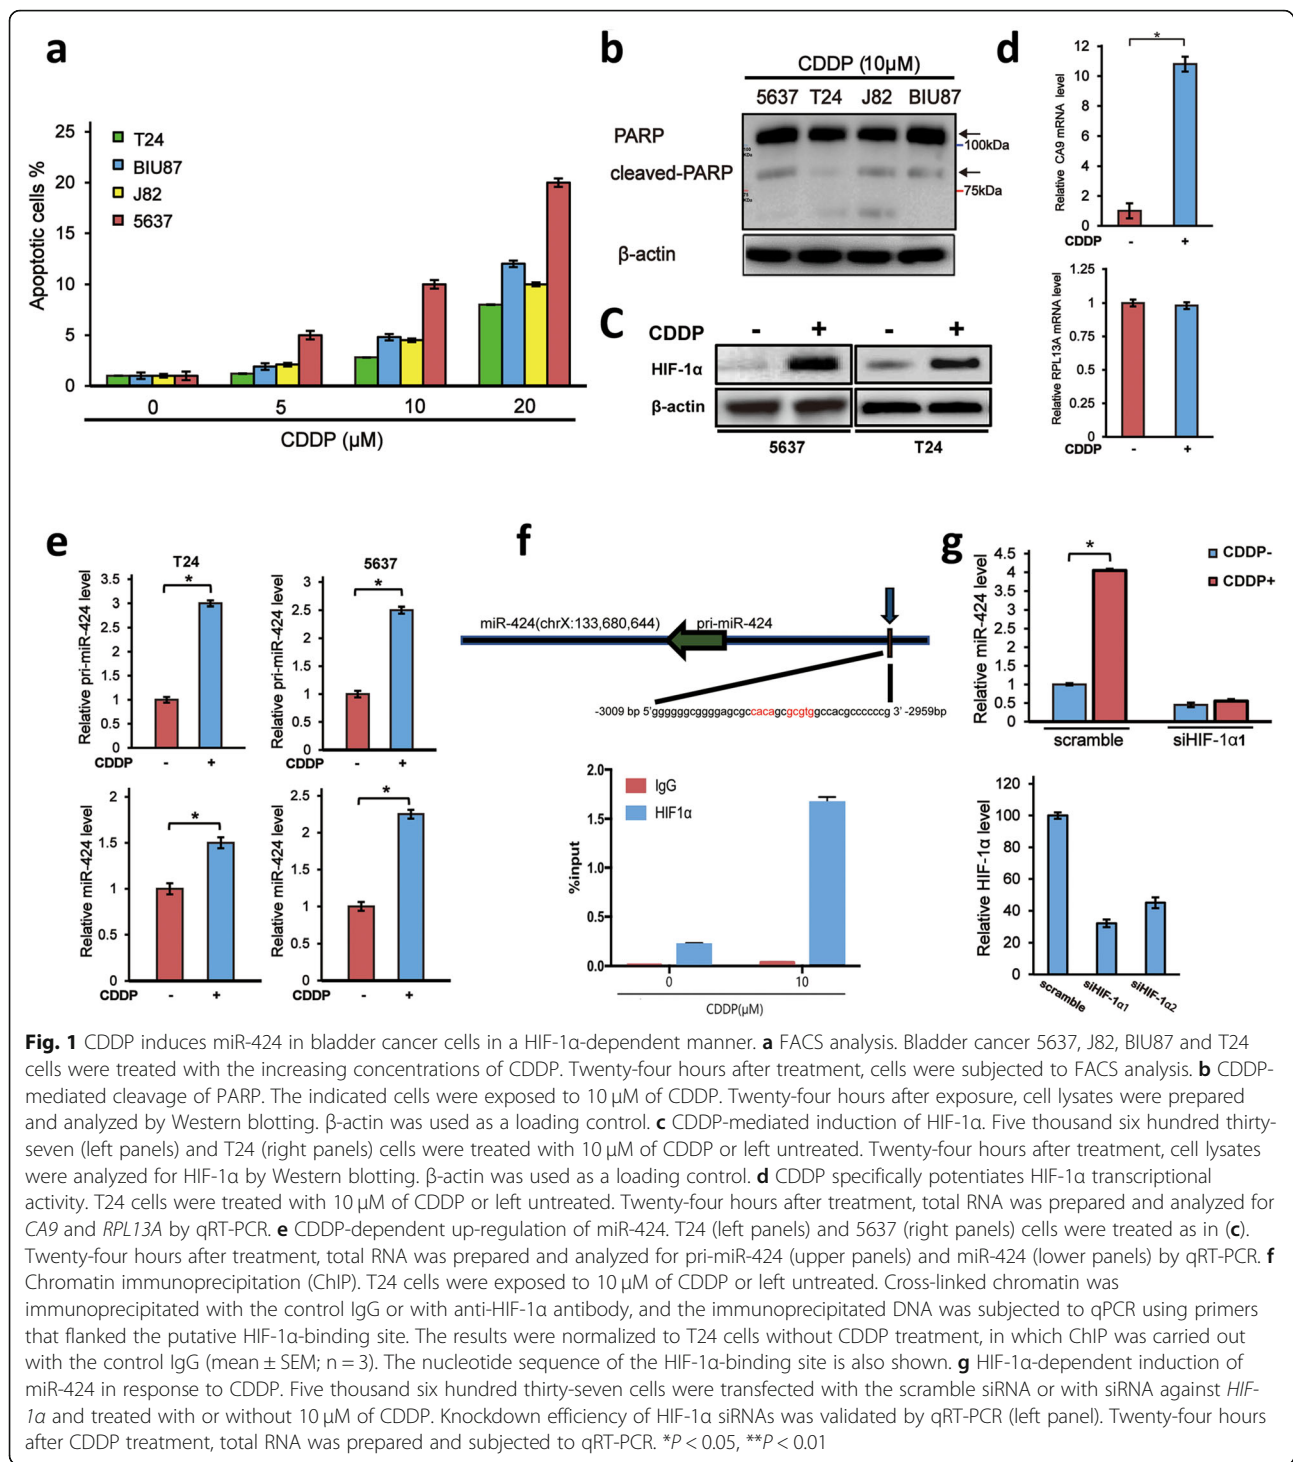 a
25
20
15
10
5
0
Apoptotic cells %
T24
BIU87
J82
5637
0 5 10 20
CDDP (μM)
b
CDDP (10μM)
5637 T24 J82 BIU87
PARP
100kDa
cleaved-PARP
75kDa
β-actin
C
CDDP - + - +
HIF-1α
β-actin
5637 T24
d
*
12
10
8
6
4
2
0
Relative CA9 mRNA level
CDDP - +
1.25
1
0.75
0.5
0.25
0
Relative RPL13A mRNA level
CDDP - +
e
T24
*
3.5
3
2.5
2
1.5
1
0.5
0
Relative pri-miR-424 level
CDDP - +
5637
*
3
2.5
2
1.5
1
0.5
0
Relative pri-miR-424 level
CDDP - +
*
2
1.5
1
0.5
0
Relative miR-424 level
CDDP - +
*
2.5
2
1.5
1
0.5
0
Relative miR-424 level
CDDP - +
f
miR-424(chrX:133,680,644) pri-miR-424
-3009 bp 5'ggggggcggggagcgccacagcgcgtggccacgccccccg 3' -2959bp
2.0
1.5
1.0
0.5
0.0
%input
IgG
HIF1α
0 10
CDDP(μM)
g
*
4.5
4
3.5
3
2.5
2
1.5
1
0.5
0
Relative miR-424 level
CDDP-
CDDP+
scramble siHIF-1α1
120
100
80
60
40
20
0
Relative HIF-1α level
scramble siHIF-1α1 siHIF-1α2
Fig. 1 CDDP induces miR-424 in bladder cancer cells in a HIF-1α-dependent manner. a FACS analysis. Bladder cancer 5637, J82, BIU87 and T24
cells were treated with the increasing concentrations of CDDP. Twenty-four hours after treatment, cells were subjected to FACS analysis. b CDDP-
mediated cleavage of PARP. The indicated cells were exposed to 10 μM of CDDP. Twenty-four hours after exposure, cell lysates were prepared
and analyzed by Western blotting. β-actin was used as a loading control. c CDDP-mediated induction of HIF-1α. Five thousand six hundred thirty-
seven (left panels) and T24 (right panels) cells were treated with 10 μM of CDDP or left untreated. Twenty-four hours after treatment, cell lysates
were analyzed for HIF-1α by Western blotting. β-actin was used as a loading control. d CDDP specifically potentiates HIF-1α transcriptional
activity. T24 cells were treated with 10 μM of CDDP or left untreated. Twenty-four hours after treatment, total RNA was prepared and analyzed for
CA9 and RPL13A by qRT-PCR. e CDDP-dependent up-regulation of miR-424. T24 (left panels) and 5637 (right panels) cells were treated as in (c).
Twenty-four hours after treatment, total RNA was prepared and analyzed for pri-miR-424 (upper panels) and miR-424 (lower panels) by qRT-PCR. f
Chromatin immunoprecipitation (ChIP). T24 cells were exposed to 10 μM of CDDP or left untreated. Cross-linked chromatin was
immunoprecipitated with the control IgG or with anti-HIF-1α antibody, and the immunoprecipitated DNA was subjected to qPCR using primers
that flanked the putative HIF-1α-binding site. The results were normalized to T24 cells without CDDP treatment, in which ChIP was carried out
with the control IgG (mean ± SEM; n = 3). The nucleotide sequence of the HIF-1α-binding site is also shown. g HIF-1α-dependent induction of
miR-424 in response to CDDP. Five thousand six hundred thirty-seven cells were transfected with the scramble siRNA or with siRNA against HIF-
1α and treated with or without 10 μM of CDDP. Knockdown efficiency of HIF-1α siRNAs was validated by qRT-PCR (left panel). Twenty-four hours
after CDDP treatment, total RNA was prepared and subjected to qRT-PCR. *P < 0.05, **P < 0.01